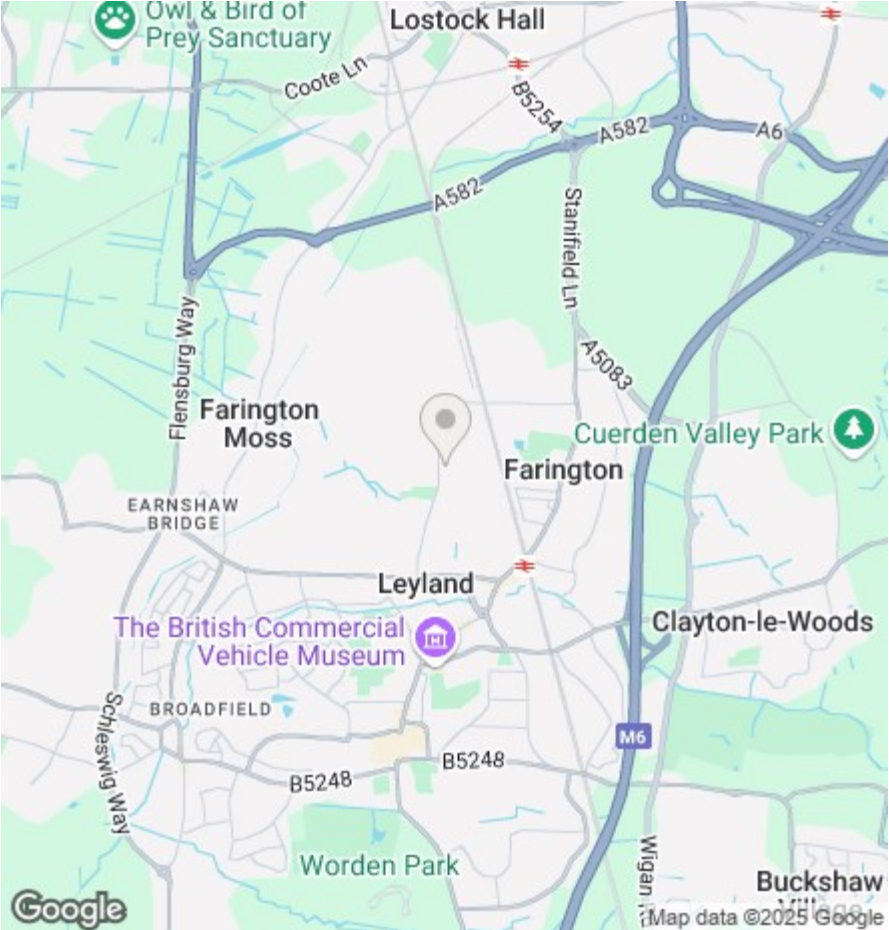 Owl & Bird of
Prey Sanctuary
Lostock Hall
Coote Ln
B5254
A582
A6
A582
Stanifield Ln
Flensburg Way
A5083
Farington
Moss
Cuerden Valley Park
Farington
EARNSHAW
BRIDGE
Leyland
The British Commercial
Vehicle Museum
Clayton-le-Woods
BROADFIELD
Schleswig Way
M6
B5248
B5248
Worden Park
Wigan
Buckshaw
Village
Google
Map data ©2025 Google